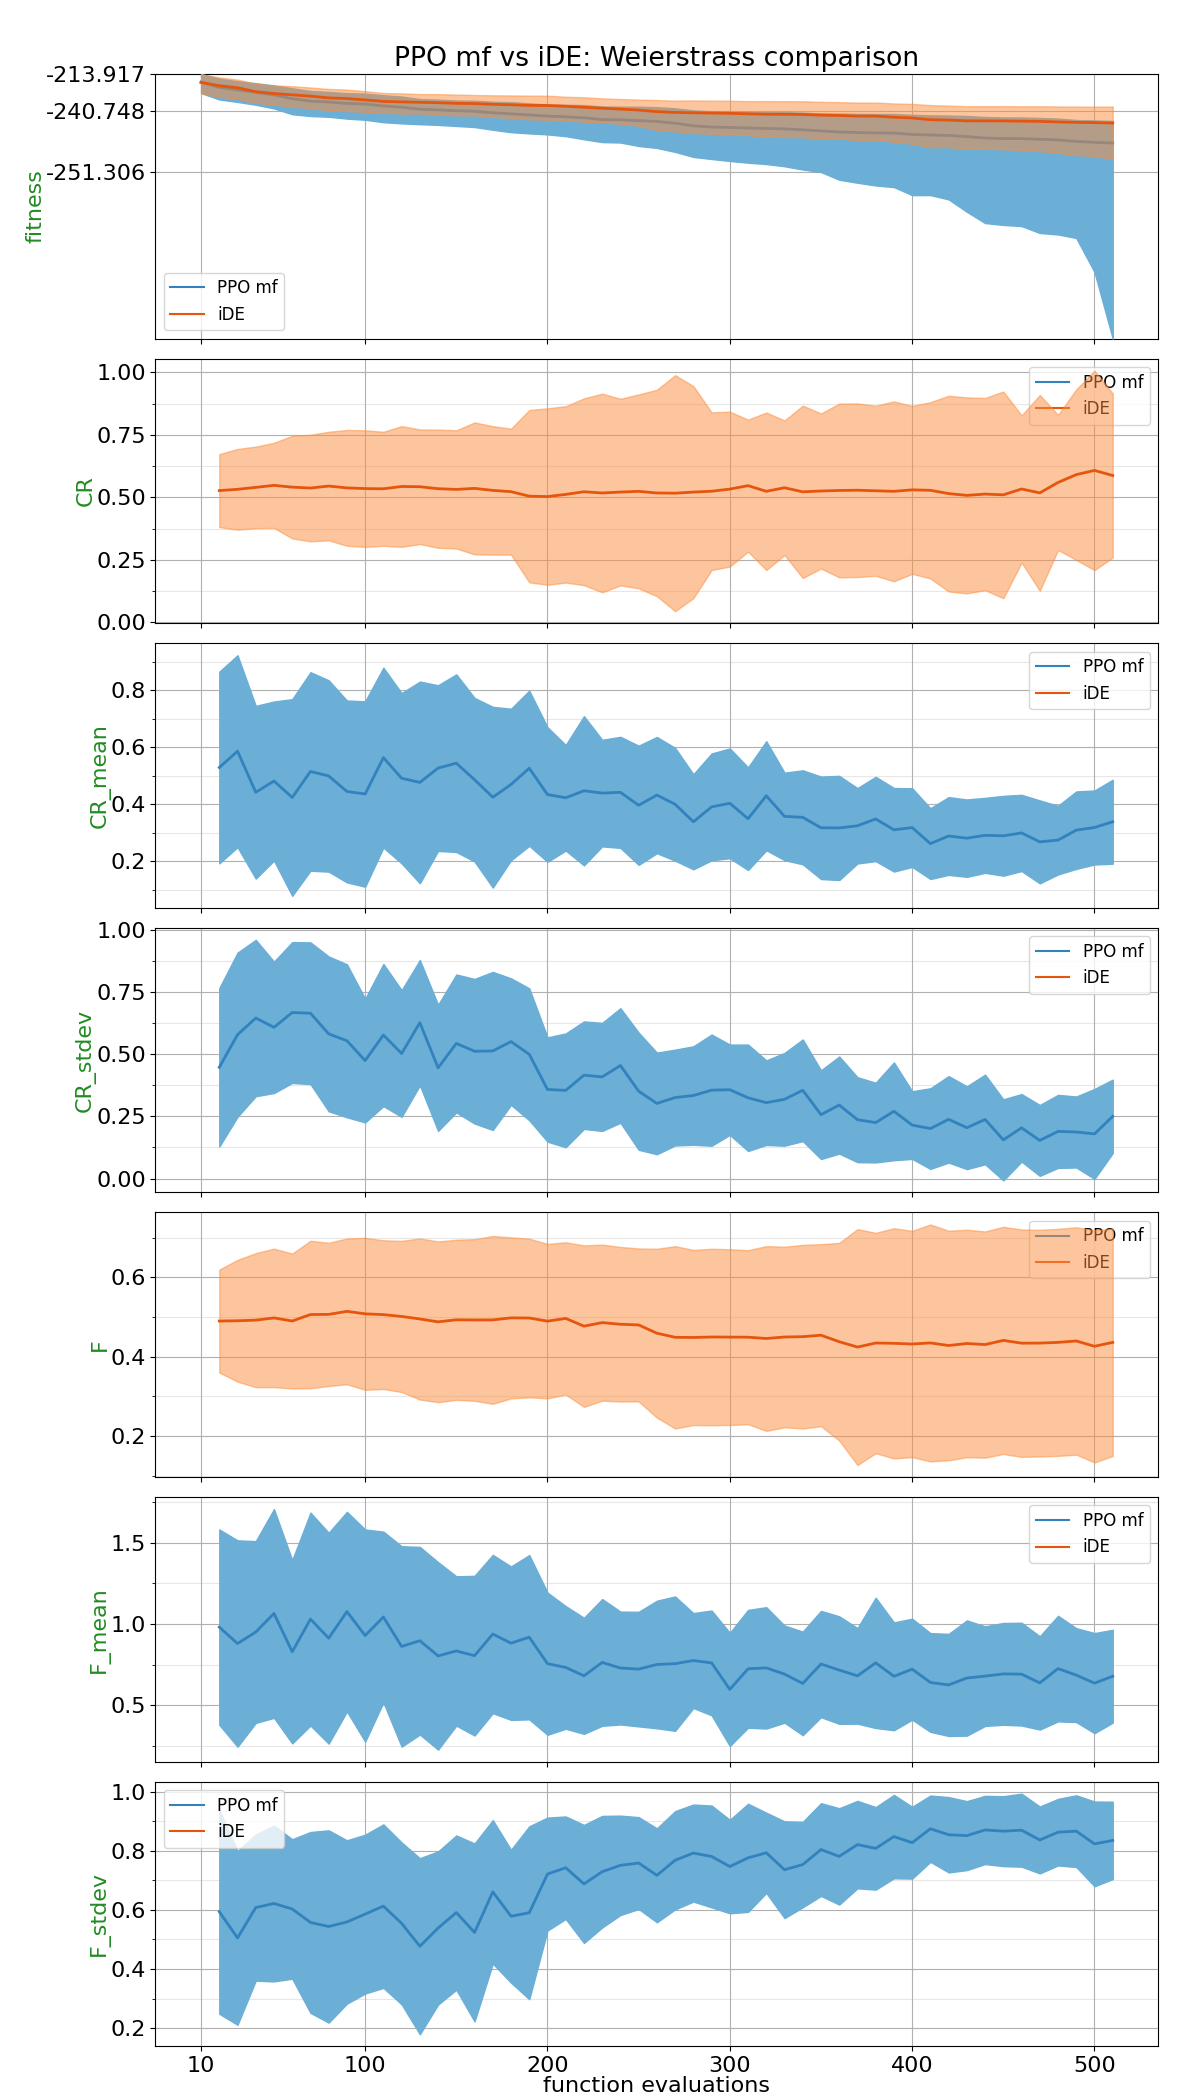 PPO mf vs iDE: Weierstrass comparison
-213.917
-240.748
-251.306
fitness
PPO mf
iDE
1.00
0.75
0.50
0.25
0.00
CR
PPO mf
iDE
0.8
0.6
0.4
0.2
CR_mean
PPO mf
iDE
1.00
0.75
0.50
0.25
0.00
CR_stdev
PPO mf
iDE
0.6
0.4
0.2
F
PPO mf
iDE
1.5
1.0
0.5
F_mean
PPO mf
iDE
1.0
0.8
0.6
0.4
0.2
F_stdev
PPO mf
iDE
10 100 200 300 400 500
function evaluations